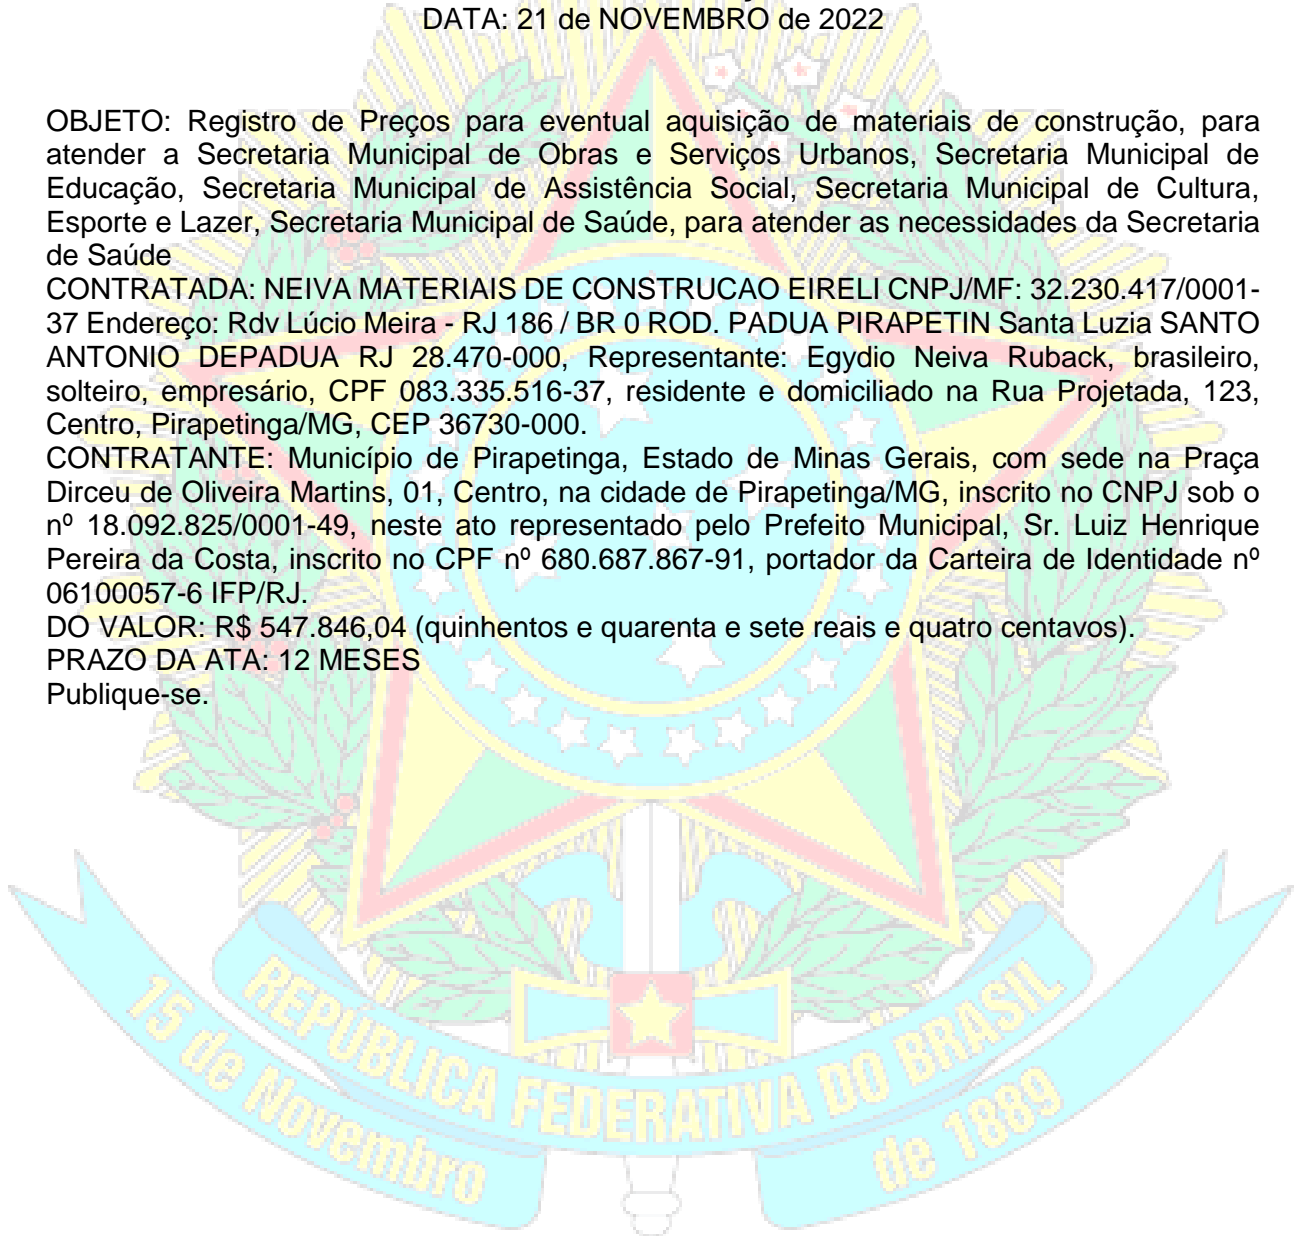 DATA: 21 de NOVEMBRO de 2022
OBJETO: Registro de Preços para eventual aquisição de materiais de construção, para
atender a Secretaria Municipal de Obras e Serviços Urbanos, Secretaria Municipal de
Educação, Secretaria Municipal de Assistência Social, Secretaria Municipal de Cultura,
Esporte e Lazer, Secretaria Municipal de Saúde, para atender as necessidades da Secretaria
de Saúde
CONTRATADA: NEIVA MATERIAIS DE CONSTRUCAO EIRELI CNPJ/MF: 32.230.417/0001-
37 Endereço: Rdv Lúcio Meira - RJ 186 / BR 0 ROD. PADUA PIRAPETIN Santa Luzia SANTO
ANTONIO DEPADUA RJ 28.470-000, Representante: Egydio Neiva Ruback, brasileiro,
solteiro, empresário, CPF 083.335.516-37, residente e domiciliado na Rua Projetada, 123,
Centro, Pirapetinga/MG, CEP 36730-000.
CONTRATANTE: Município de Pirapetinga, Estado de Minas Gerais, com sede na Praça
Dirceu de Oliveira Martins, 01, Centro, na cidade de Pirapetinga/MG, inscrito no CNPJ sob o
nº 18.092.825/0001-49, neste ato representado pelo Prefeito Municipal, Sr. Luiz Henrique
Pereira da Costa, inscrito no CPF nº 680.687.867-91, portador da Carteira de Identidade nº
06100057-6 IFP/RJ.
DO VALOR: R$ 547.846,04 (quinhentos e quarenta e sete reais e quatro centavos).
PRAZO DA ATA: 12 MESES
Publique-se.
REPÚBLICA FEDERATIVA DO BRASIL
15 de Novembro
de 1889